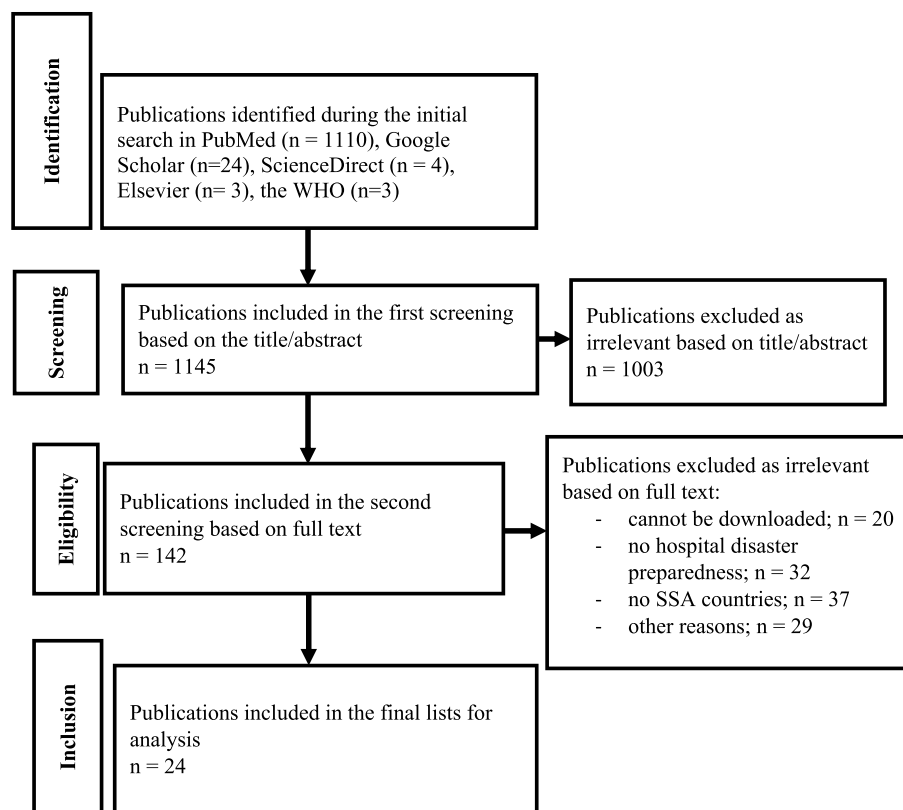 Identification
Publications identified during the initial
search in PubMed (n = 1110), Google
Scholar (n=24), ScienceDirect (n = 4),
Elsevier (n= 3), the WHO (n=3)
Screening
Publications included in the first screening
based on the title/abstract
n = 1145
Publications excluded as
irrelevant based on title/abstract
n = 1003
Eligibility
Publications included in the second
screening based on full text
n = 142
Publications excluded as irrelevant
based on full text:
- cannot be downloaded; n = 20
- no hospital disaster
preparedness; n = 32
- no SSA countries; n = 37
- other reasons; n = 29
Inclusion
Publications included in the final lists for
analysis
n = 24